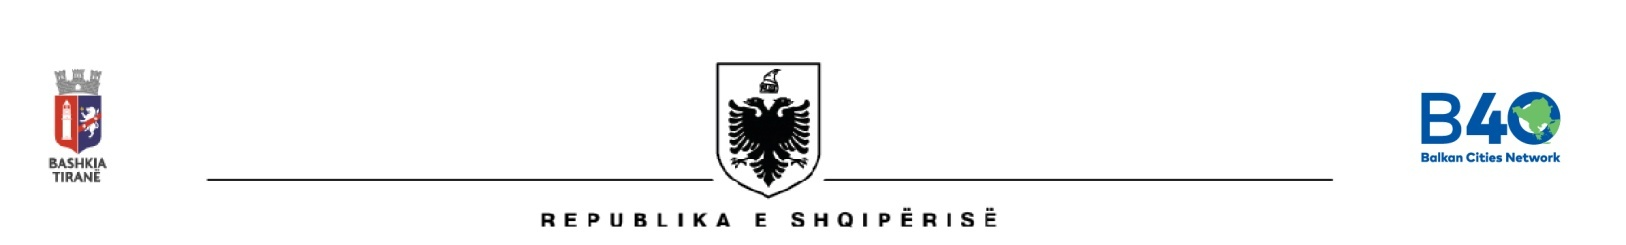 BASHKIA
TIRANË
REPUBLIKA E SHQIPËRISË
B40
Balkan Cities Network